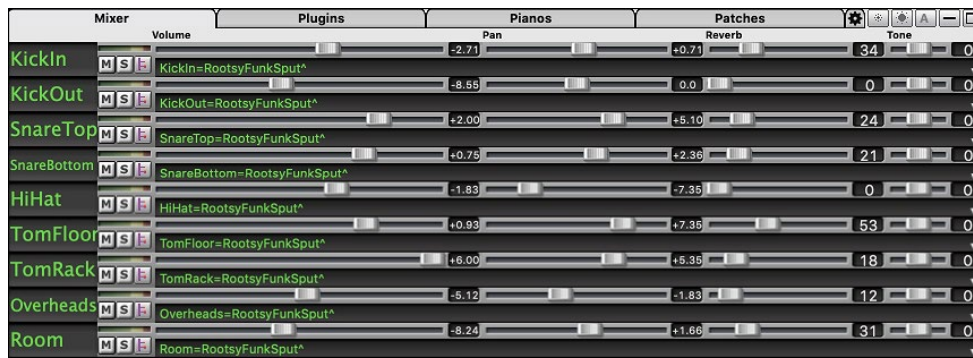 Mixer Plugins Pianos Patches A
Volume Pan Reverb Tone
KickIn M S -2.71 +0.71 34 0
KickIn=RootsyFunkSput^
KickOut M S -8.55 0.0 0 0
KickOut=RootsyFunkSput^
SnareTop M S +2.00 +5.10 24 0
SnareTop=RootsyFunkSput^
SnareBottom M S +0.75 +2.36 21 0
SnareBottom=RootsyFunkSput^
HiHat M S -1.83 -7.35 0 0
HiHat=RootsyFunkSput^
TomFloor M S +0.93 +7.35 53 0
TomFloor=RootsyFunkSput^
TomRack M S +6.00 +5.35 18 0
TomRack=RootsyFunkSput^
Overheads M S -5.12 -1.83 12 0
Overheads=RootsyFunkSput^
Room M S -8.24 +1.66 31 0
Room=RootsyFunkSput^